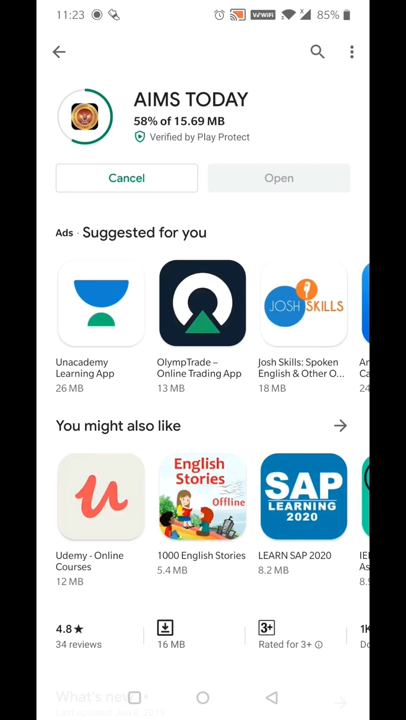 11:23
VoWiFi
x
85%
AIMS TODAY
58% of 15.69 MB
Verified by Play Protect
Cancel
Open
Ads · Suggested for you
Unacademy
Learning App
26 MB
OlympTrade –
Online Trading App
13 MB
JOSH SKILLS
Josh Skills: Spoken
English & Other O...
18 MB
You might also like
Udemy - Online
Courses
12 MB
English
Stories
Offline
1000 English Stories
5.4 MB
SAP
LEARNING
2020
LEARN SAP 2020
8.2 MB
4.8★
34 reviews
16 MB
3+
Rated for 3+
1K
What's new